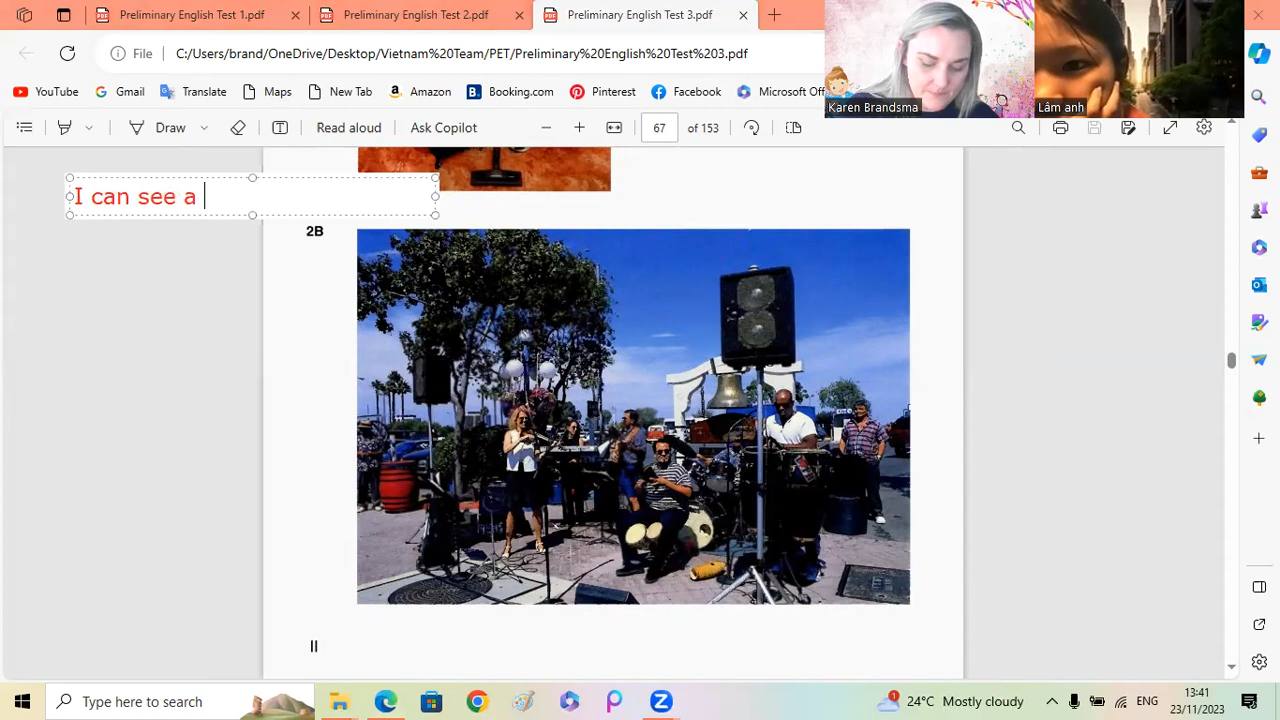 Preliminary English Test 1.pdf
Preliminary English Test 2.pdf
Preliminary English Test 3.pdf
File
C:/Users/brand/OneDrive/Desktop/Vietnam%20Team/PET/Preliminary%20English%20Test%203.pdf
YouTube
Gmail
Translate
Maps
New Tab
Amazon
Booking.com
Pinterest
Facebook
Microsoft Off
Karen Brandsma
Lâm anh
Draw
Read aloud
Ask Copilot
67
of 153
I can see a
2B
II
Type here to search
1
24°C Mostly cloudy
ENG
13:41
23/11/2023